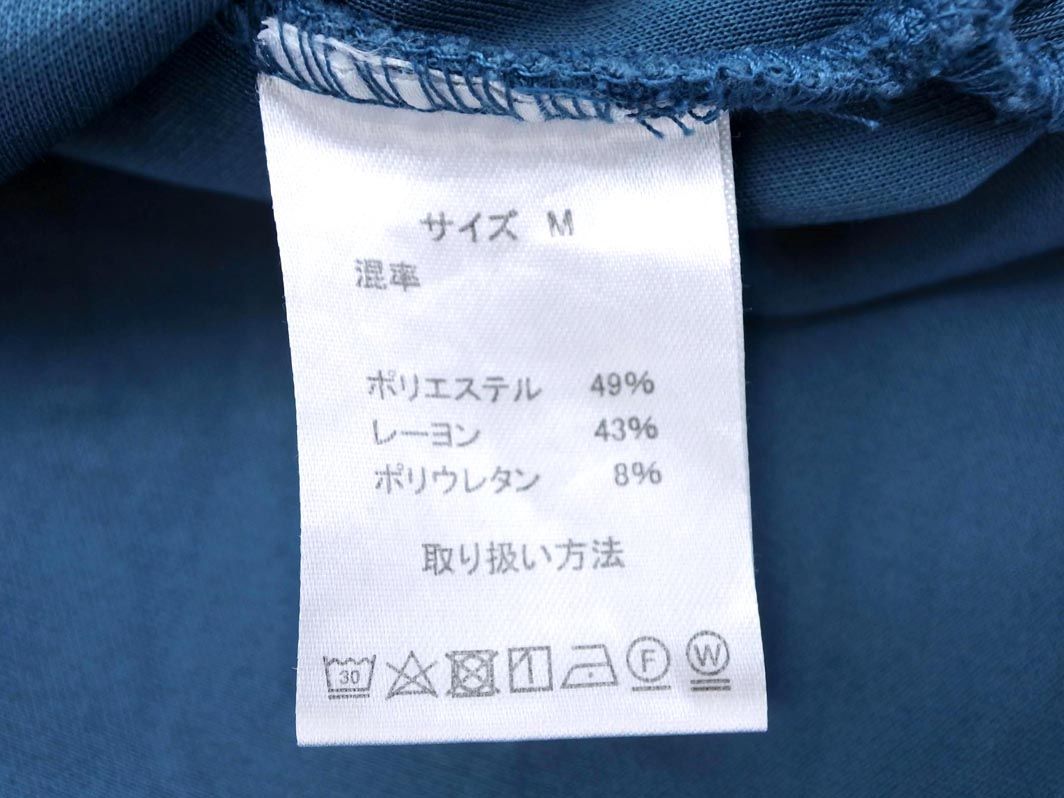 サイズ M
混率
ポリエステル 49%
レーヨン 43%
ポリウレタン 8%
取り扱い方法
30 F W